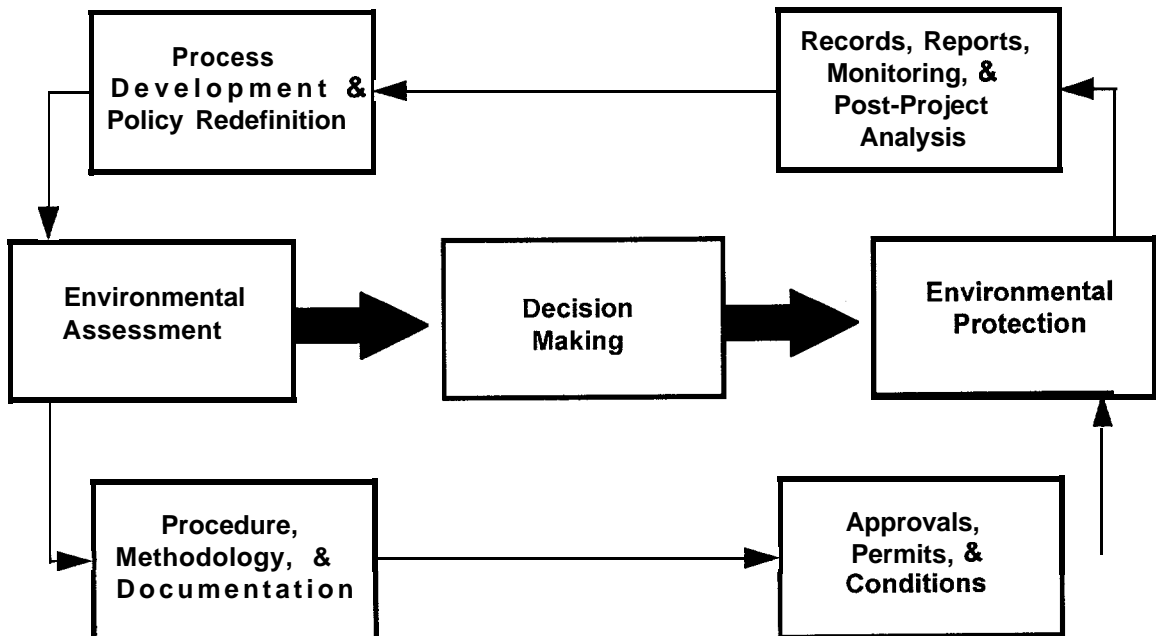 Process
Development &
Policy Redefinition
Records, Reports,
Monitoring, &
Post-Project
Analysis
Environmental
Assessment
Decision
Making
Environmental
Protection
Procedure,
Methodology, &
Documentation
Approvals,
Permits, &
Conditions